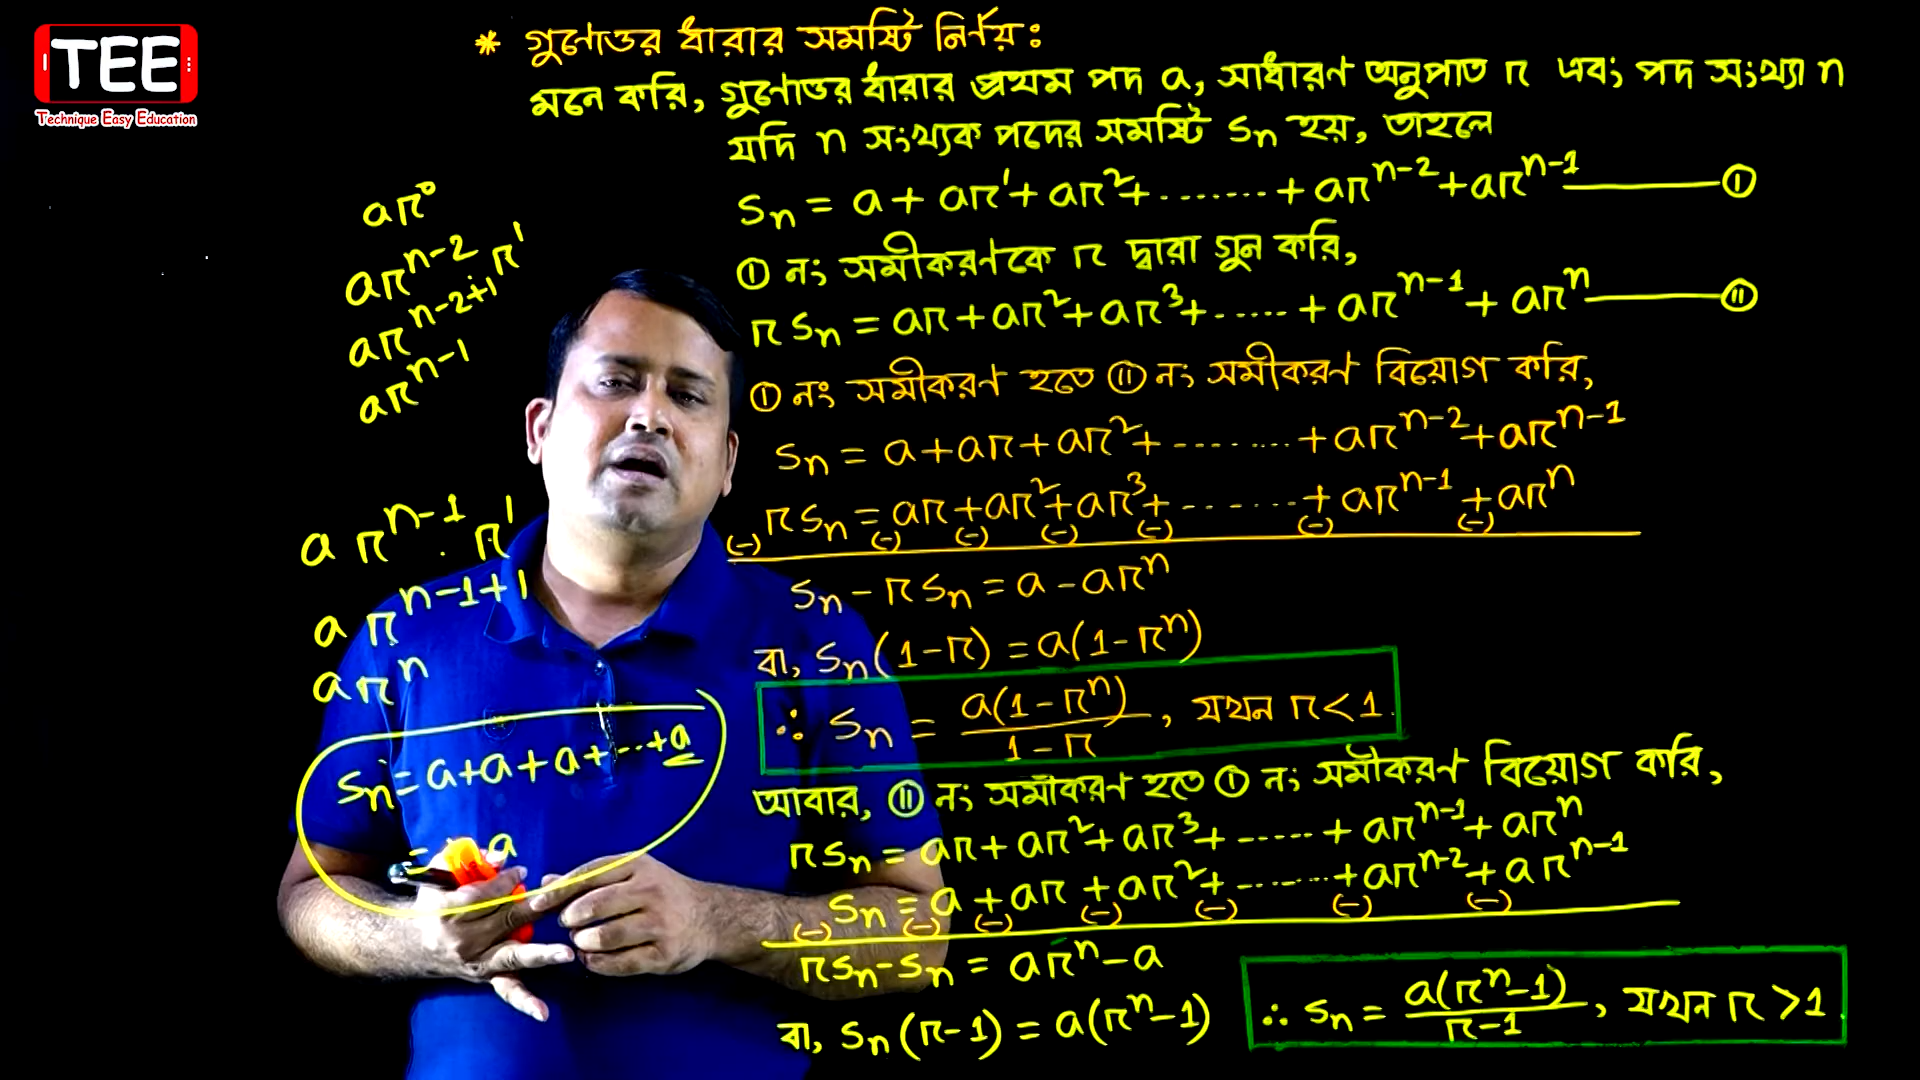 TEE
Technique Easy Education
* গুণোত্তর ধারার সমষ্টি নির্ণয়:
মনে করি, গুণোত্তর ধারার প্রথম পদ a, সাধারণ অনুপাত r এবং পদ সংখ্যা n
যদি n সংখ্যক পদের সমষ্টি Sn হয়, তাহলে
Sn = a + ar¹ + ar² + ....... + arⁿ⁻² + arⁿ⁻¹ ——— ①
① নং সমীকরণকে r দ্বারা গুন করি,
rSn = ar + ar² + ar³ + ...... + arⁿ⁻¹ + arⁿ ——— ⑪
① নং সমীকরণ হতে ⑪ নং সমীকরণ বিয়োগ করি,
Sn = a + ar + ar² + ........ + arⁿ⁻² + arⁿ⁻¹
rSn = ar + ar² + ar³ + ........ + arⁿ⁻¹ + arⁿ
(-) (-) (-) (-) (-) (-) (-)
Sn - rSn = a - arⁿ
বা, Sn(1-r) = a(1-rⁿ)
∴ Sn = a(1-rⁿ)/1-r, যখন r < 1
আবার, ⑪ নং সমীকরণ হতে ① নং সমীকরণ বিয়োগ করি,
rSn = ar + ar² + ar³ + ...... + arⁿ⁻¹ + arⁿ
Sn = a + ar + ar² + ....... + arⁿ⁻² + arⁿ⁻¹
(-) (-) (-) (-) (-) (-) (-)
rSn - Sn = arⁿ - a
বা, Sn(r-1) = a(rⁿ-1)
∴ Sn = a(rⁿ-1)/r-1, যখন r > 1
ar⁰
arⁿ⁻² r¹
arⁿ⁻²⁺¹
arⁿ⁻¹
a rⁿ⁻¹ . r¹
a rⁿ⁻¹⁺¹
arⁿ
Sn = a + a + a + ... + a
= a